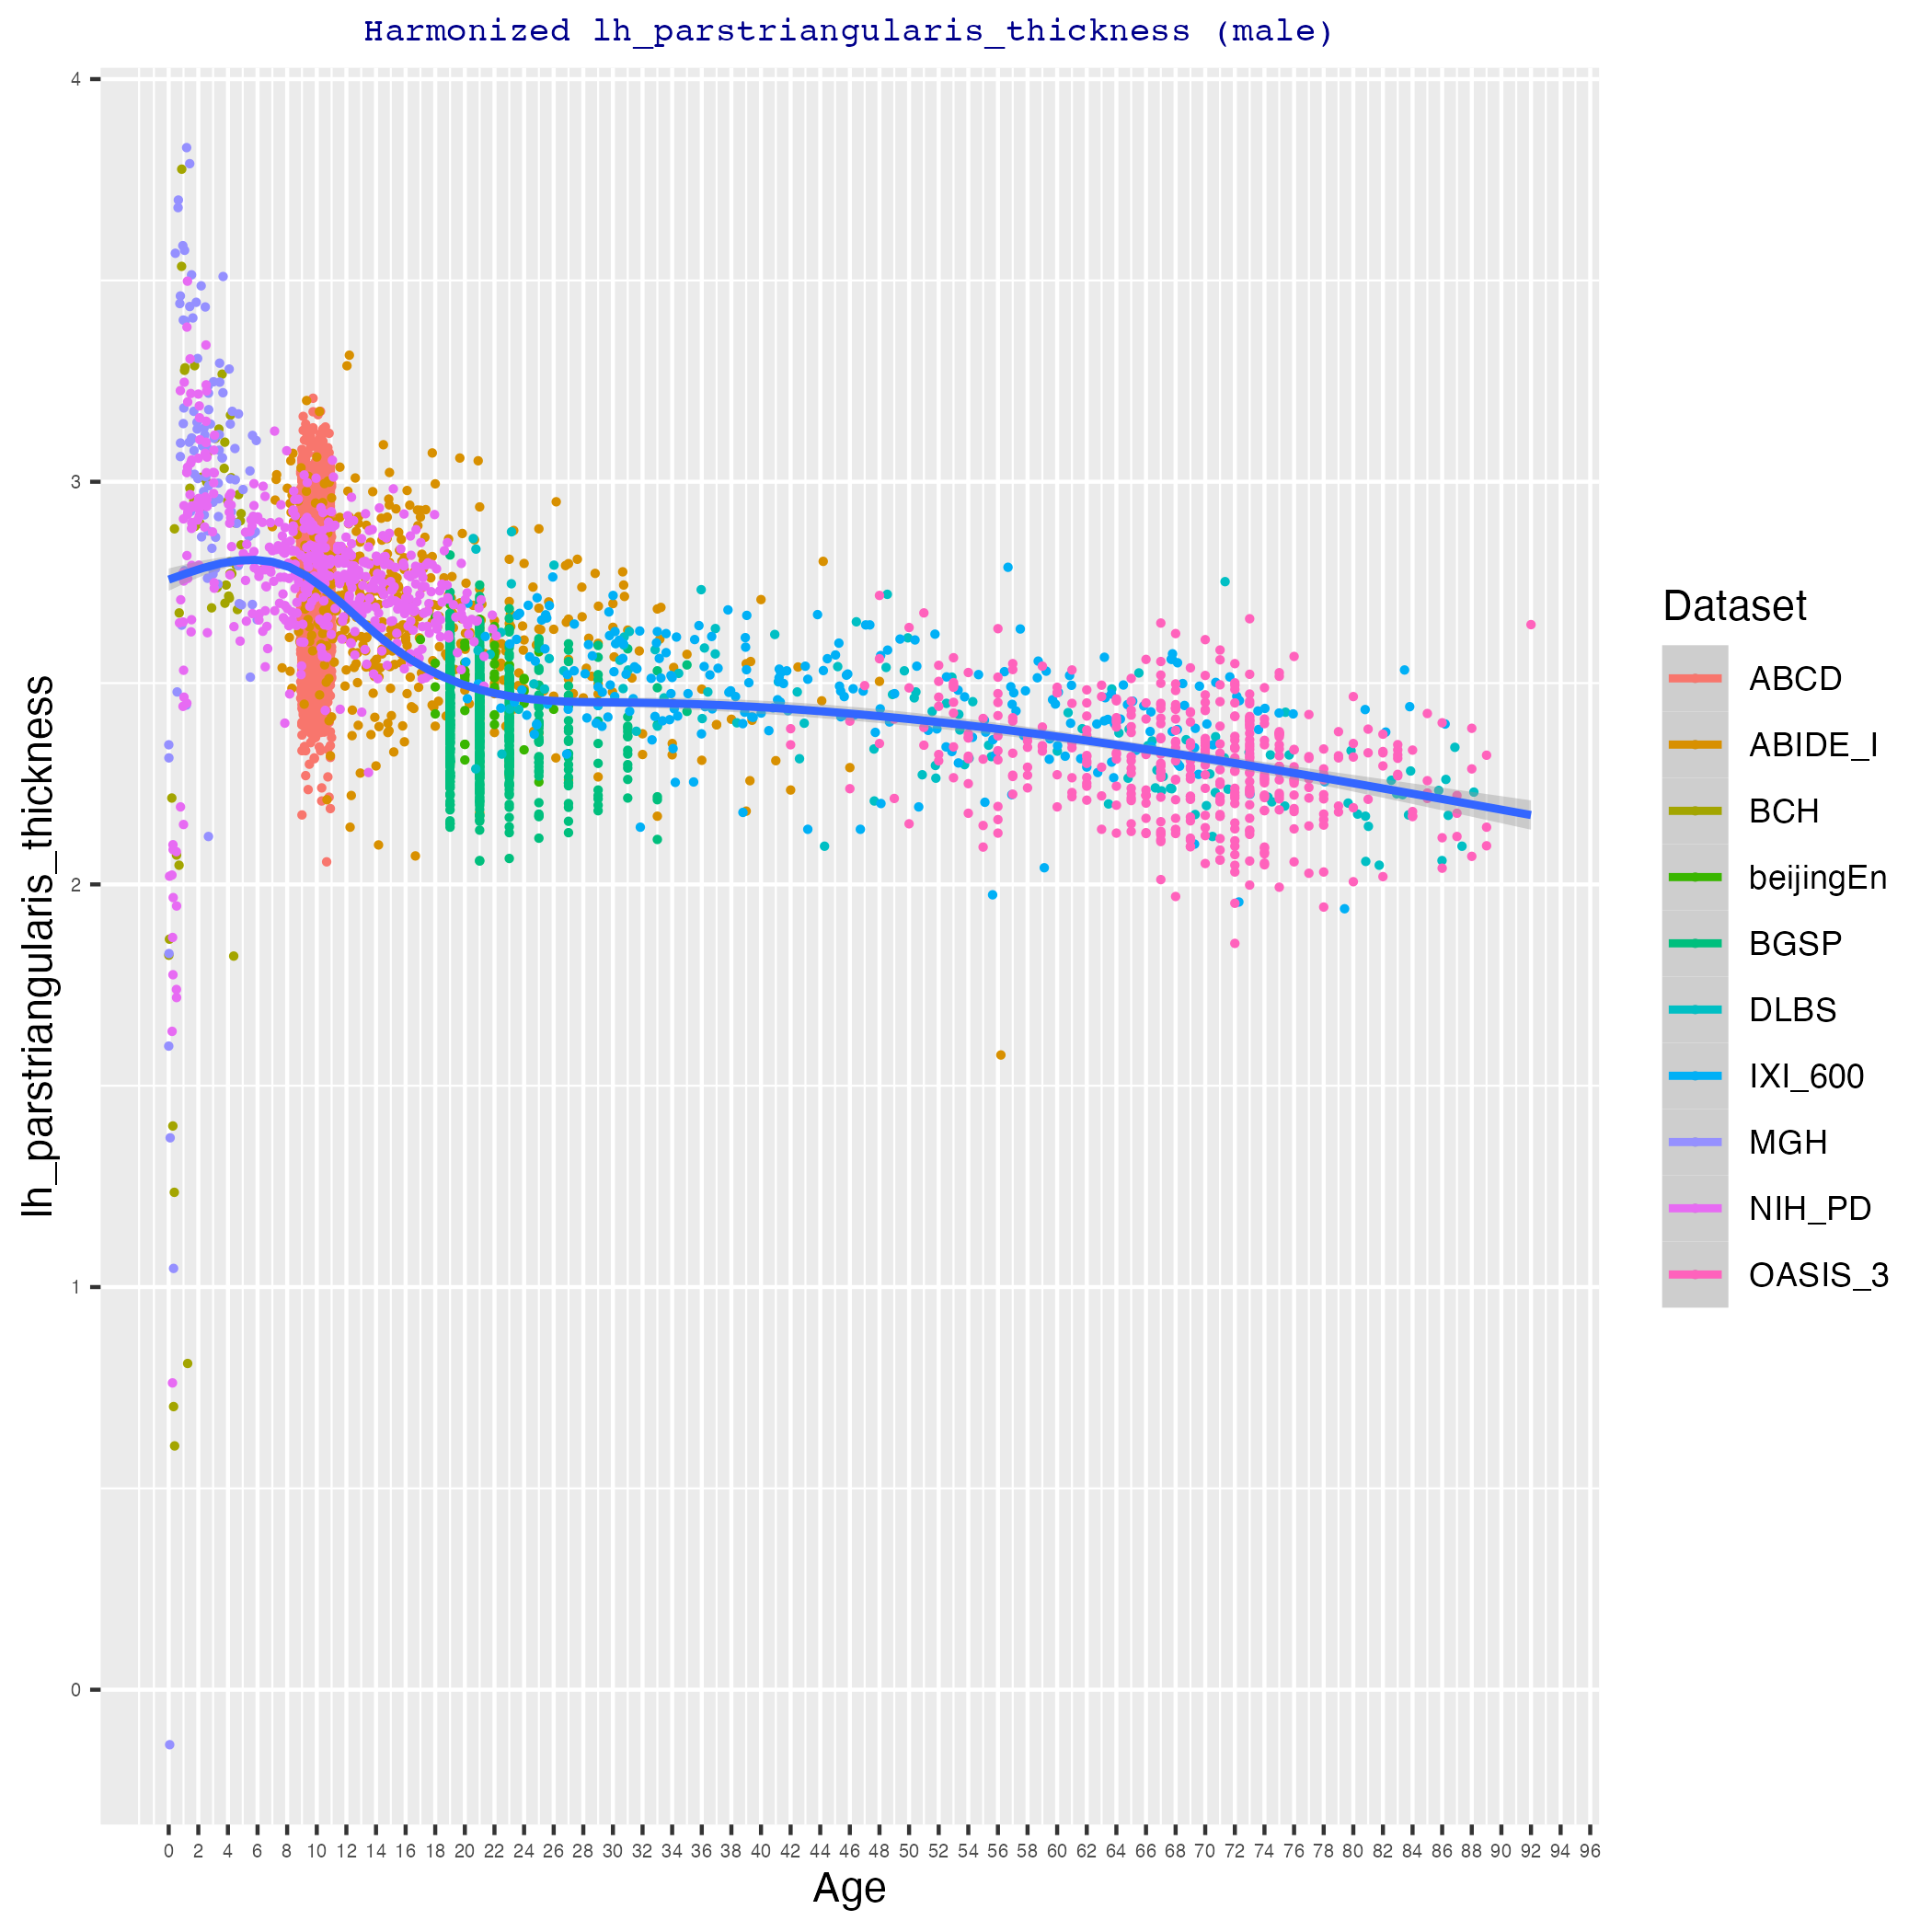 Harmonized lh_parstriangularis_thickness (male)
lh_parstriangularis_thickness
4
3
2
1
0
0 2 4 6 8 10 12 14 16 18 20 22 24 26 28 30 32 34 36 38 40 42 44 46 48 50 52 54 56 58 60 62 64 66 68 70 72 74 76 78 80 82 84 86 88 90 92 94 96
Age
Dataset
ABCD
ABIDE_I
BCH
beijingEn
BGSP
DLBS
IXI_600
MGH
NIH_PD
OASIS_3